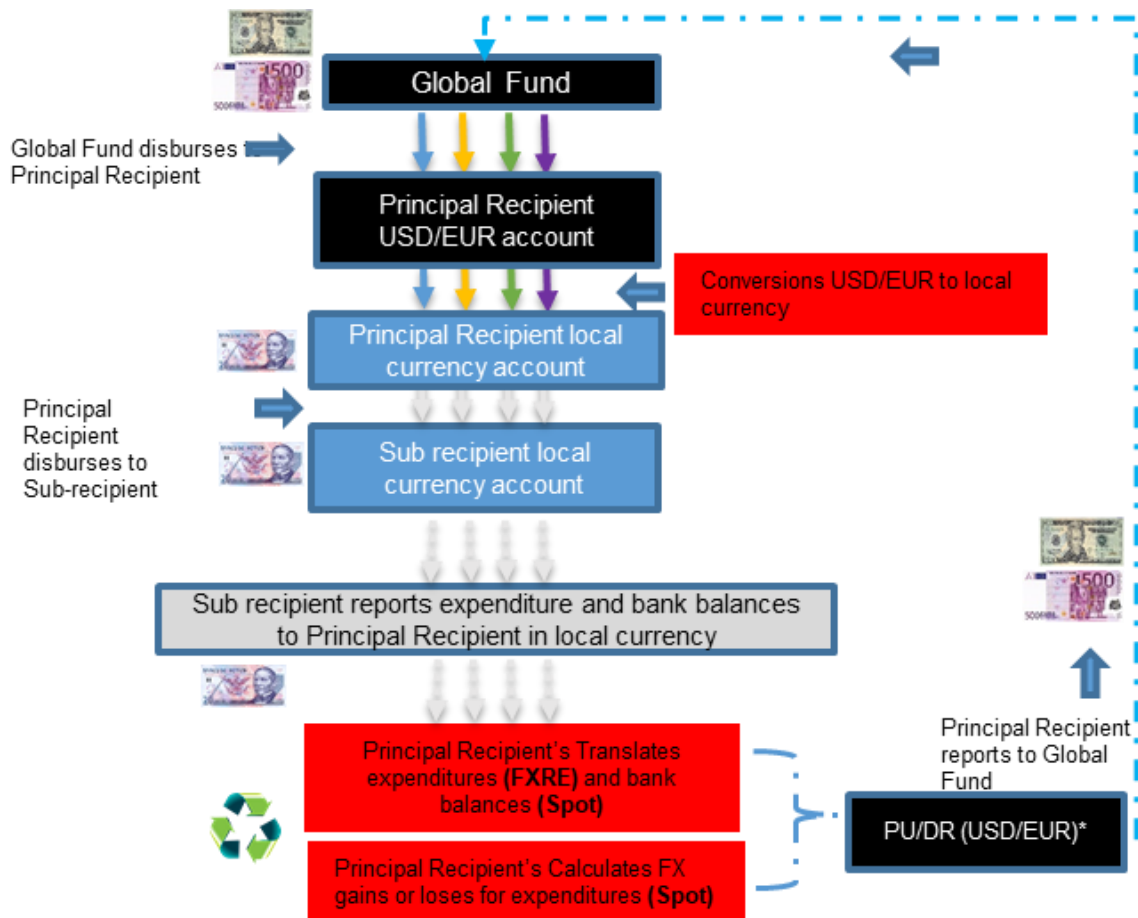 Global Fund
Global Fund disburses to
Principal Recipient
Principal Recipient
USD/EUR account
Conversions USD/EUR to local
currency
Principal Recipient local
currency account
Principal
Recipient
disburses to
Sub-recipient
Sub recipient local
currency account
Sub recipient reports expenditure and bank balances
to Principal Recipient in local currency
Principal Recipient's Translates
expenditures (FXRE) and bank
balances (Spot)
Principal Recipient's Calculates FX
gains or loses for expenditures (Spot)
Principal Recipient
reports to Global
Fund
PU/DR (USD/EUR)*